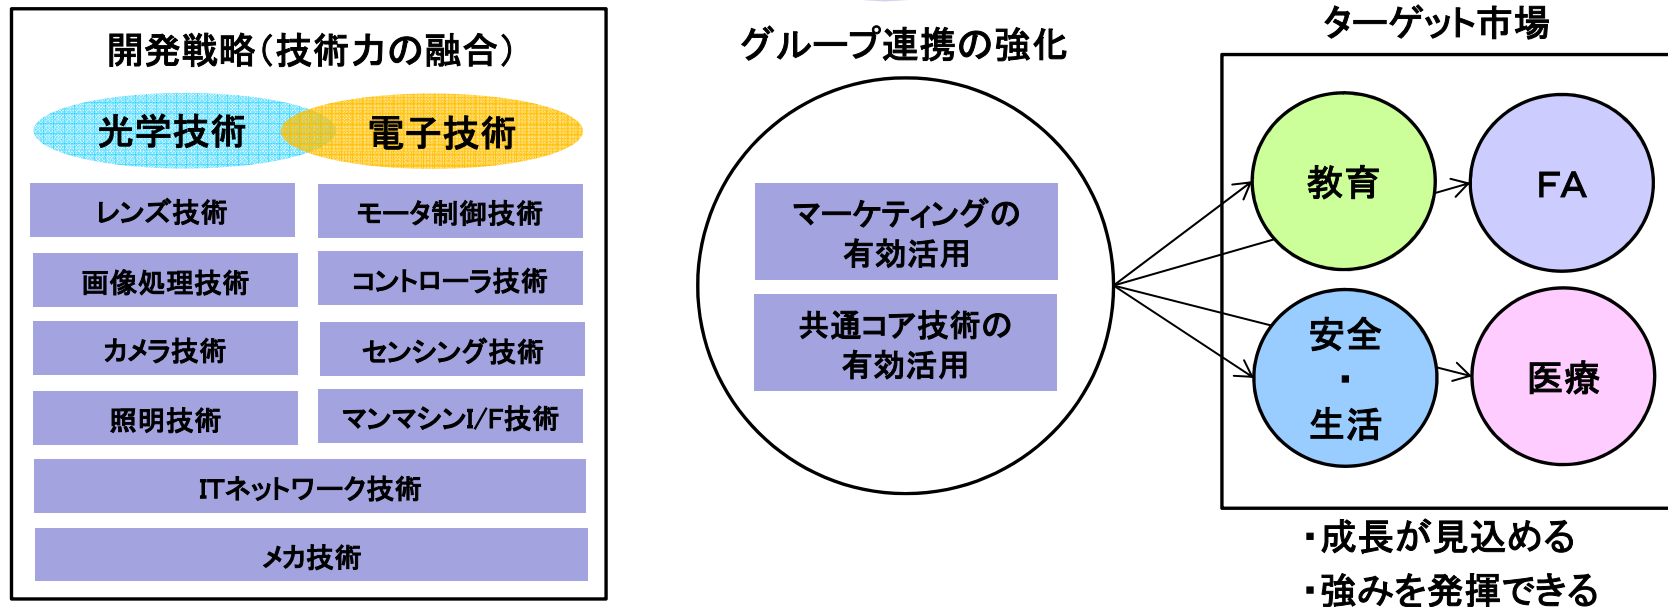 開発戦略(技術力の融合)
光学技術
電子技術
レンズ技術
モータ制御技術
画像処理技術
コントローラ技術
カメラ技術
センシング技術
照明技術
マンマシンI/F技術
ITネットワーク技術
メカ技術
グループ連携の強化
マーケティングの
有効活用
共通コア技術の
有効活用
ターゲット市場
教育
FA
安全
・
生活
医療
・成長が見込める
・強みを発揮できる